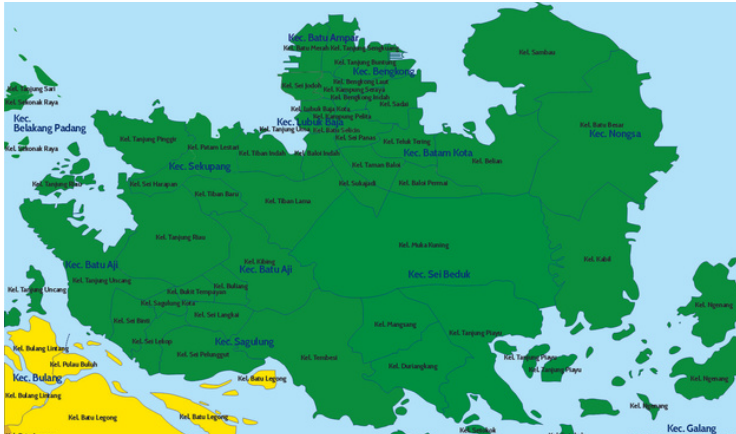 Kec. Batu Ampar
Kel. Batu Merah
Kel. Tanjung Sengkuang
Kel. Sambau
Kel. Tanjung Buntung
Kec. Bengkong
Kel. Bengkong Laut
Kel. Sei Jodoh
Kel. Tanjung Sari
Kel. Bengkong Indah
Kel. Sadai
Kel. Sekanak Raya
Kel. Lubuk Baja Kota
Kel. Kampung Pelita
Kec. Belakang Padang
Kec. Lubuk Baja
Kel. Tanjung Uma
Kel. Batu Selicin
Kel. Batu Besar
Kec. Nongsa
Kel. Tanjung Pinggir
Kel. Sei Panas
Kel. Teluk Tering
Kel. Patam Lestari
Kel. Tiban Indah
Kel. Baloi Indah
Kec. Batam Kota
Kel. Belian
Kec. Sekupang
Kel. Taman Baloi
Kel. Sei Harapan
Kel. Sukajadi
Kel. Baloi Permai
Kel. Tiban Baru
Kel. Tiban Lama
Kel. Tanjung Riau
Kel. Muka Kuning
Kel. Kabil
Kel. Kibing
Kec. Batu Aji
Kec. Batu Aji
Kec. Sei Beduk
Kel. Tanjung Uncang
Kel. Tanjung Uncang
Kel. Buliang
Kel. Bukit Tempayan
Kel. Sagulung Kota
Kel. Ngenang
Kel. Sei Langkai
Kel. Sei Binti
Kel. Mangsang
Kel. Tanjung Piayu
Kel. Sei Lekop
Kec. Sagulung
Kel. Bulang Lintang
Kel. Sei Pelunggut
Kel. Tembesi
Kel. Tanjung Piayu
Kel. Pulau Buluh
Kel. Duriangkang
Kel. Tanjung Piayu
Kec. Bulang
Kel. Batu Legong
Kel. Ngenang
Kel. Bulang Lintang
Kel. Ngenang
Kel. Batu Legong
Kel. Batu Legong
Kec. Galang